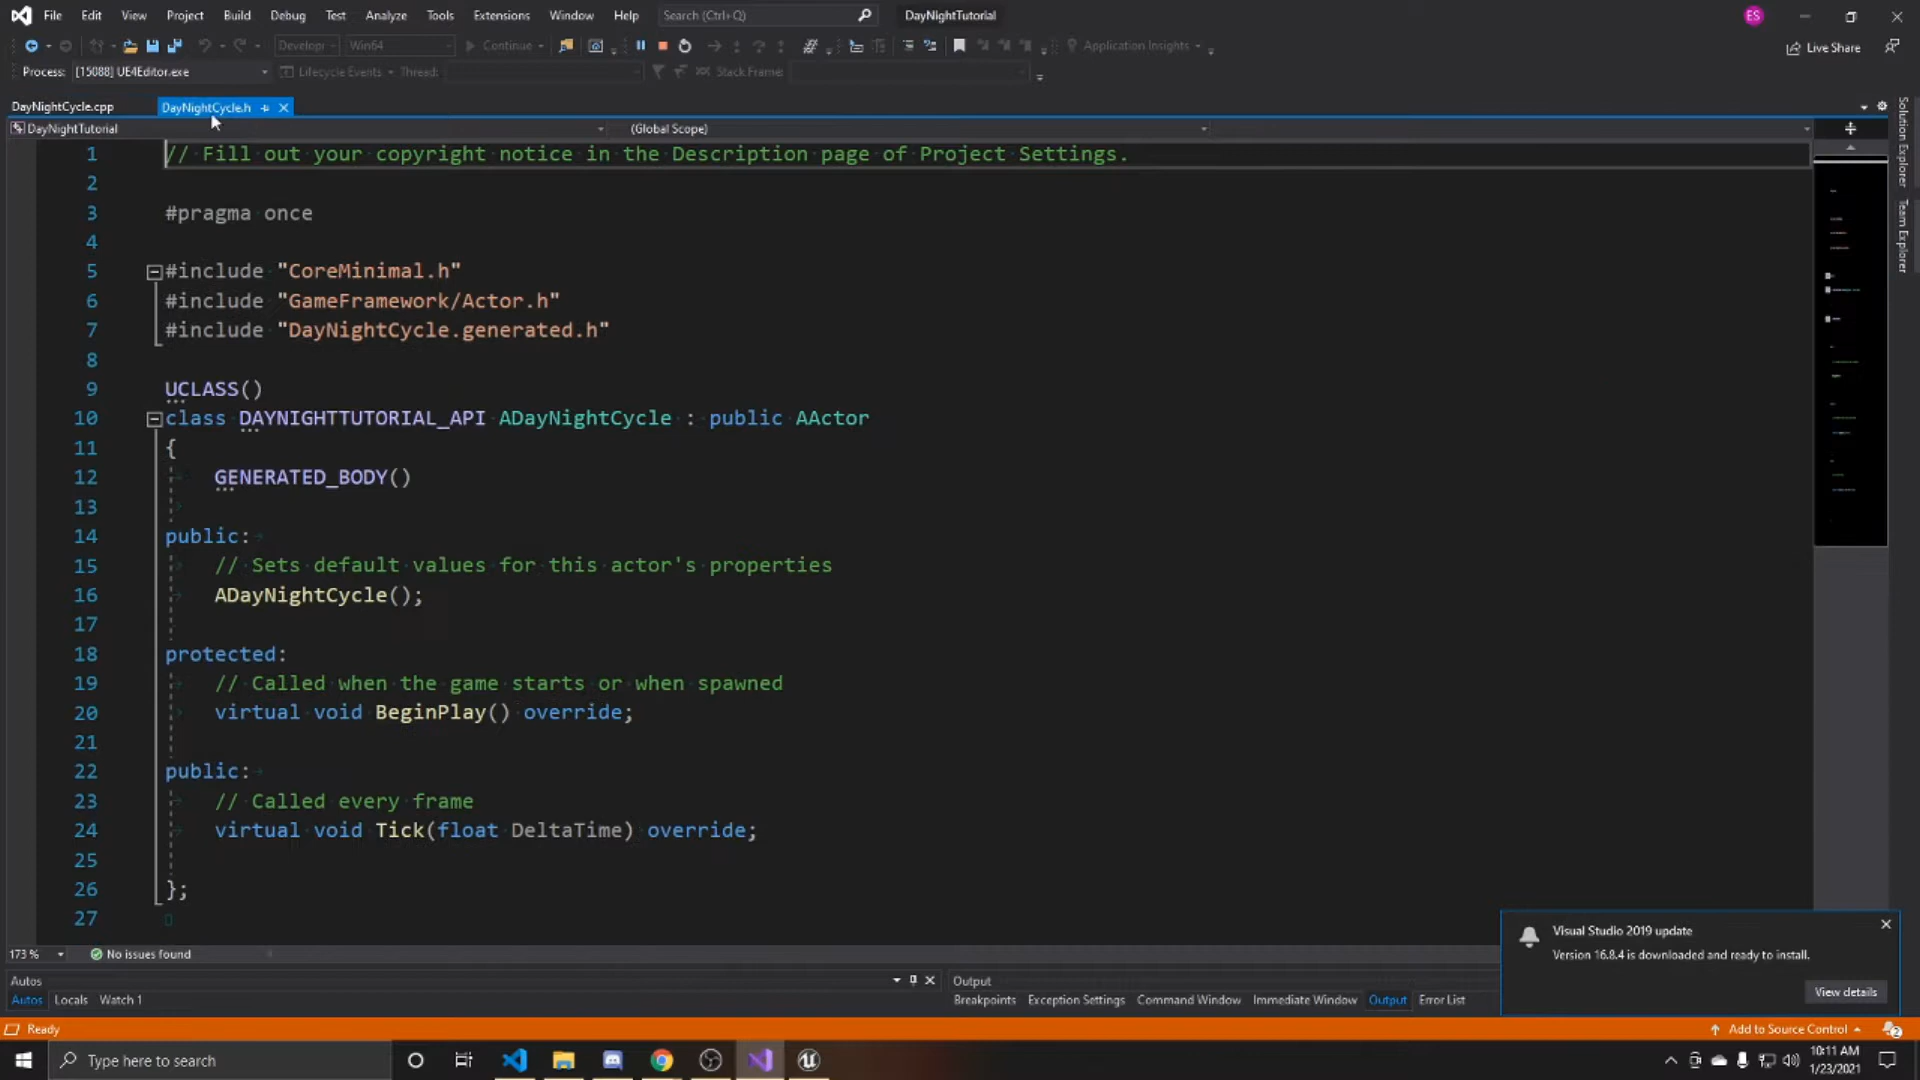 File Edit View Project Build Debug Test Analyze Tools Extensions Window Help Search (Ctrl+Q) DayNightTutorial ES
Develop Win64 Continue Application Insights Live Share
Process: [15088] UE4Editor.exe Lifecycle Events Thread: Stack Frame:
DayNightCycle.cpp DayNightCycle.h
DayNightTutorial (Global Scope)
1 // Fill out your copyright notice in the Description page of Project Settings.
2
3 #pragma once
4
5 #include "CoreMinimal.h"
6 #include "GameFramework/Actor.h"
7 #include "DayNightCycle.generated.h"
8
9 UCLASS()
10 class DAYNIGHTTUTORIAL_API ADayNightCycle : public AActor
11 {
12 GENERATED_BODY()
13
14 public:
15 // Sets default values for this actor's properties
16 ADayNightCycle();
17
18 protected:
19 // Called when the game starts or when spawned
20 virtual void BeginPlay() override;
21
22 public:
23 // Called every frame
24 virtual void Tick(float DeltaTime) override;
25
26 };
27
Solution Explorer
Team Explorer
Visual Studio 2019 update
Version 16.8.4 is downloaded and ready to install.
View details
173 % No issues found
Autos Output
Autos Locals Watch 1 Breakpoints Exception Settings Command Window Immediate Window Output Error List
Ready Add to Source Control 2
Type here to search 10:11 AM
1/23/2021